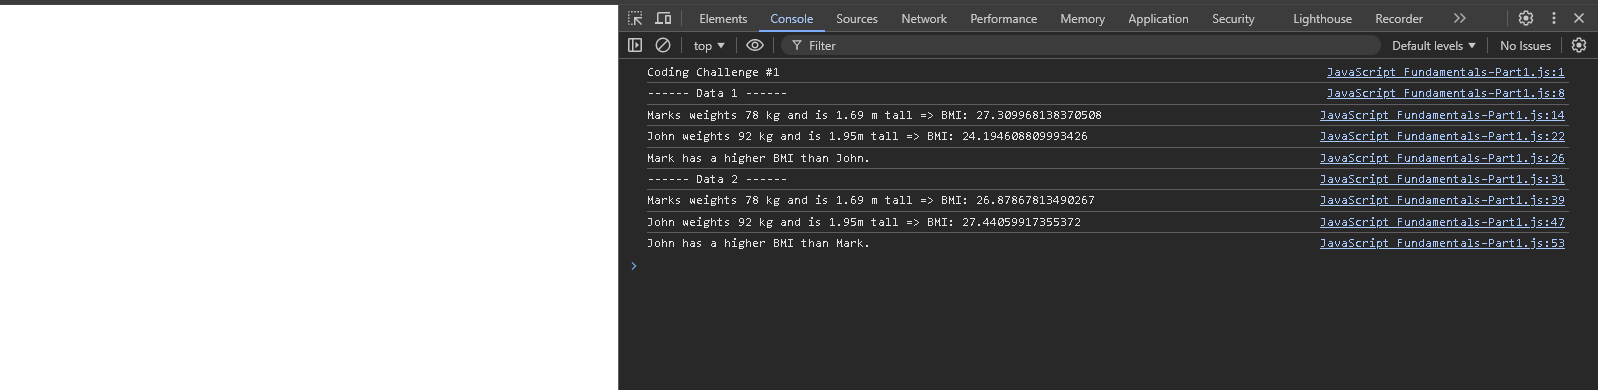 Elements Console Sources Network Performance Memory Application Security Lighthouse Recorder
top Filter Default levels No Issues
Coding Challenge #1 JavaScript Fundamentals-Part1.js:1
------ Data 1 ------ JavaScript Fundamentals-Part1.js:8
Marks weights 78 kg and is 1.69 m tall => BMI: 27.309968138370508 JavaScript Fundamentals-Part1.js:14
John weights 92 kg and is 1.95m tall => BMI: 24.194608809993426 JavaScript Fundamentals-Part1.js:22
Mark has a higher BMI than John. JavaScript Fundamentals-Part1.js:26
------ Data 2 ------ JavaScript Fundamentals-Part1.js:31
Marks weights 78 kg and is 1.69 m tall => BMI: 26.87867813490267 JavaScript Fundamentals-Part1.js:39
John weights 92 kg and is 1.95m tall => BMI: 27.44059917355372 JavaScript Fundamentals-Part1.js:47
John has a higher BMI than Mark. JavaScript Fundamentals-Part1.js:53